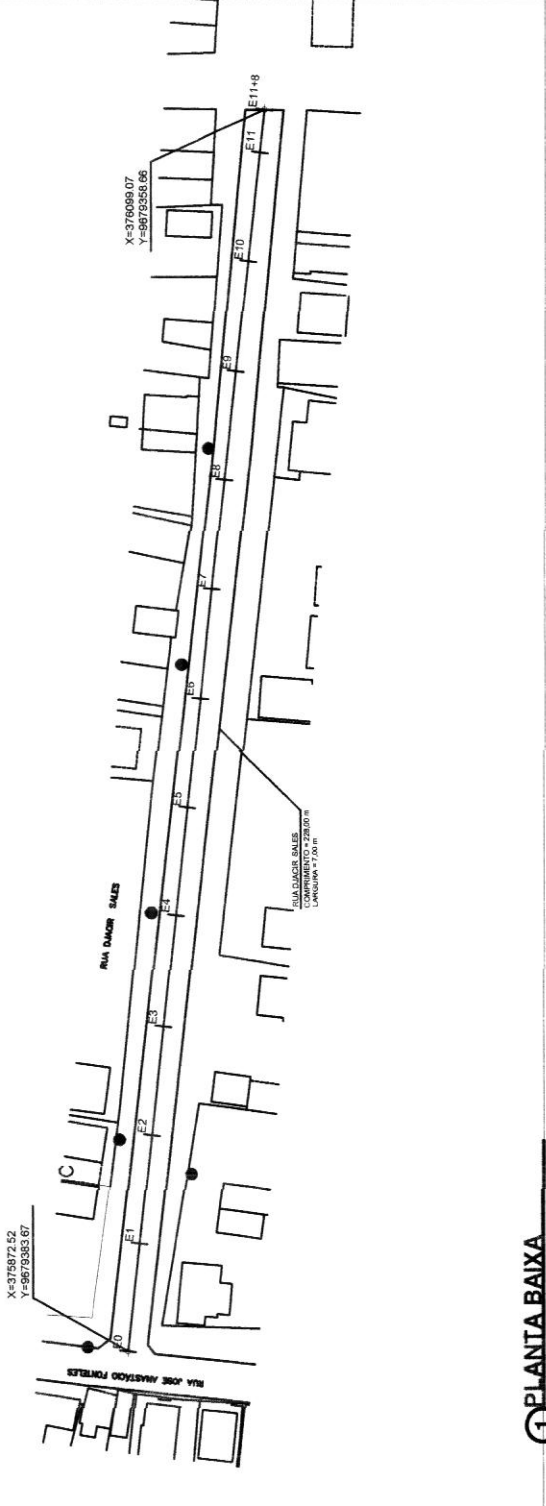 X=376099.07
Y=9679358.66
E11+8
E11
E10
E9
E8
E7
E6
E5
E4
E3
E2
E1
E0
RUA DJACIR SALES
RUA DJACIR SALES
COMPRIMENTO = 228,00 m
LARGURA = 7,00 m
C
X=375872.52
Y=9679383.67
RUA JOSÉ ANASTÁCIO FONTELES
1 PLANTA BAIXA